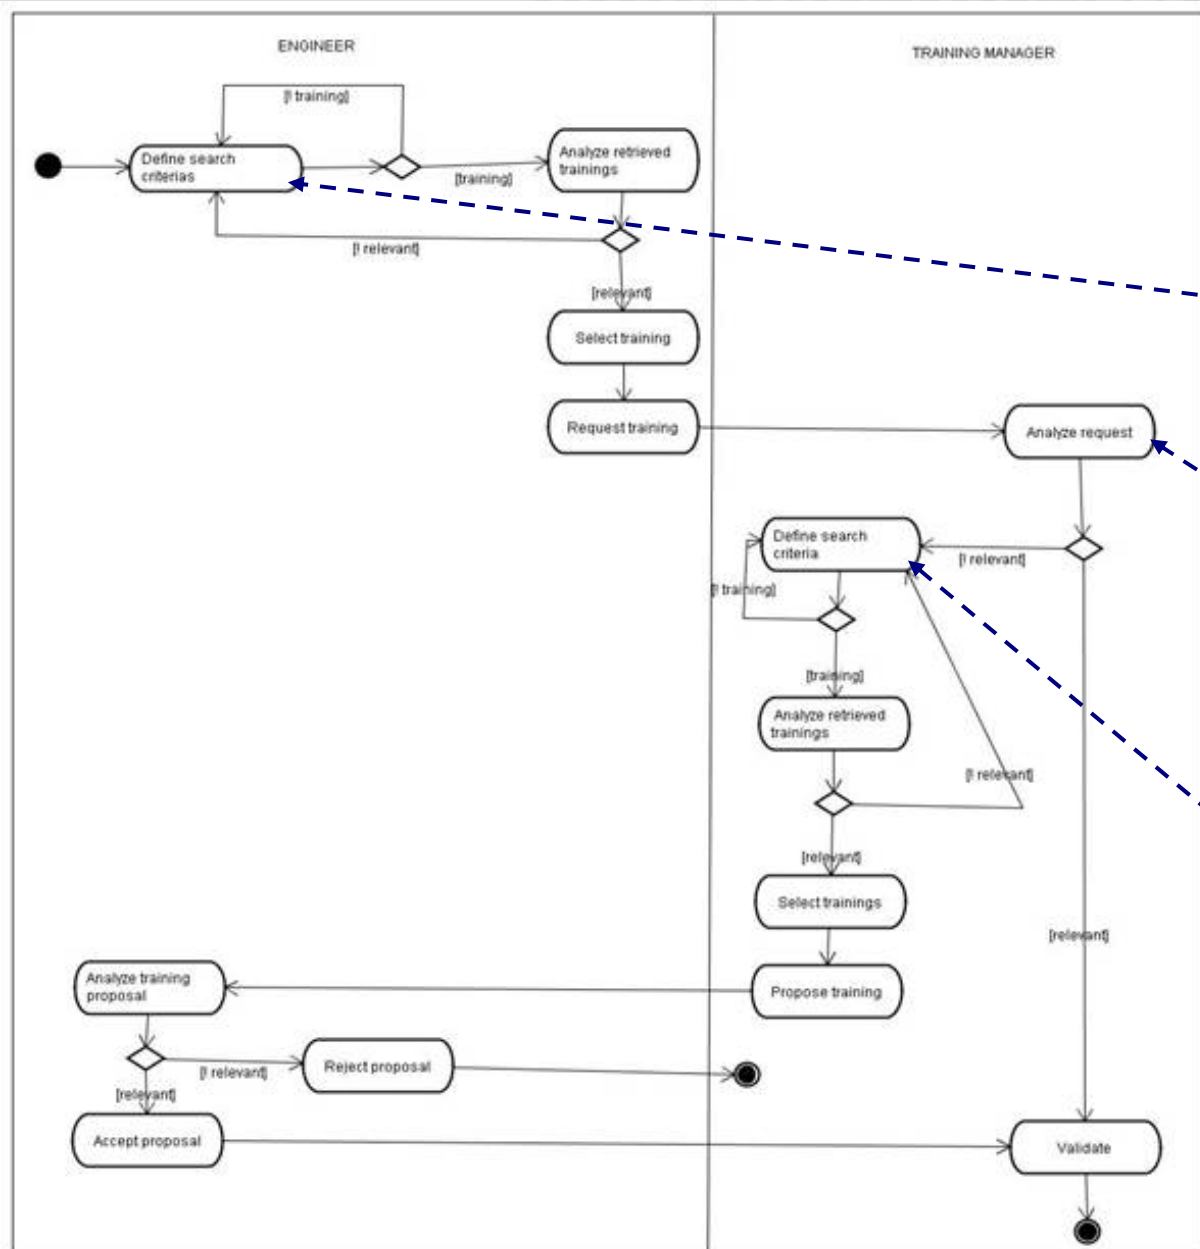 ENGINEER
TRAINING MANAGER
[! training]
Define search
criterias
[training]
Analyze retrieved
trainings
[! relevant]
[relevant]
Select training
Request training
Analyze request
Define search
criteria
[! relevant]
[! training]
[training]
Analyze retrieved
trainings
[! relevant]
[relevant]
Select trainings
[relevant]
Analyze training
proposal
Propose training
[! relevant]
Reject proposal
[relevant]
Accept proposal
Validate